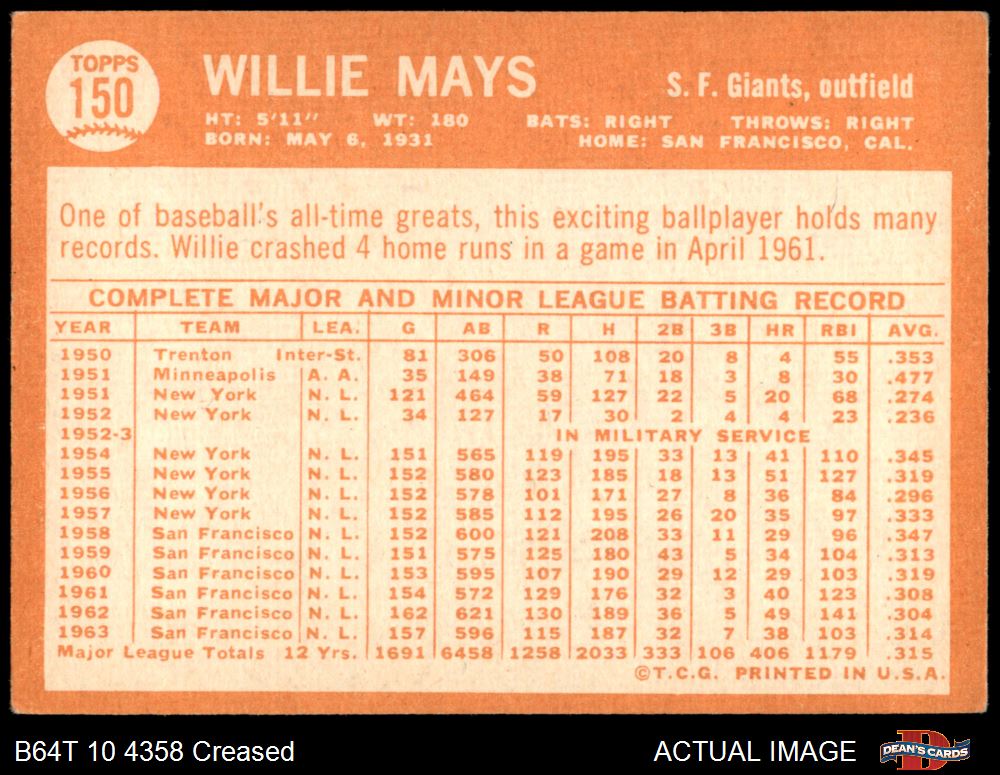 TOPPS
150
WILLIE MAYS
S. F. Giants, outfield
HT: 5'11" WT: 180 BATS: RIGHT THROWS: RIGHT
BORN: MAY 6, 1931 HOME: SAN FRANCISCO, CAL.
One of baseball's all-time greats, this exciting ballplayer holds many
records. Willie crashed 4 home runs in a game in April 1961.
COMPLETE MAJOR AND MINOR LEAGUE BATTING RECORD
YEAR TEAM LEA. G AB R H 2B 3B HR RBI AVG.
1950 Trenton Inter-St. 81 306 50 108 20 8 4 55 .353
1951 Minneapolis A. A. 35 149 38 71 18 3 8 30 .477
1951 New York N. L. 121 464 59 127 22 5 20 68 .274
1952 New York N. L. 34 127 17 30 2 4 4 23 .236
1952-3 IN MILITARY SERVICE
1954 New York N. L. 151 565 119 195 33 13 41 110 .345
1955 New York N. L. 152 580 123 185 18 13 51 127 .319
1956 New York N. L. 152 578 101 171 27 8 36 84 .296
1957 New York N. L. 152 585 112 195 26 20 35 97 .333
1958 San Francisco N. L. 152 600 121 208 33 11 29 96 .347
1959 San Francisco N. L. 151 575 125 180 43 5 34 104 .313
1960 San Francisco N. L. 153 595 107 190 29 12 29 103 .319
1961 San Francisco N. L. 154 572 129 176 32 3 40 123 .308
1962 San Francisco N. L. 162 621 130 189 36 5 49 141 .304
1963 San Francisco N. L. 157 596 115 187 32 7 38 103 .314
Major League Totals 12 Yrs. 1691 6458 1258 2033 333 106 406 1179 .315
©T.C.G. PRINTED IN U.S.A.
B64T 10 4358 Creased ACTUAL IMAGE
DEAN'S CARDS